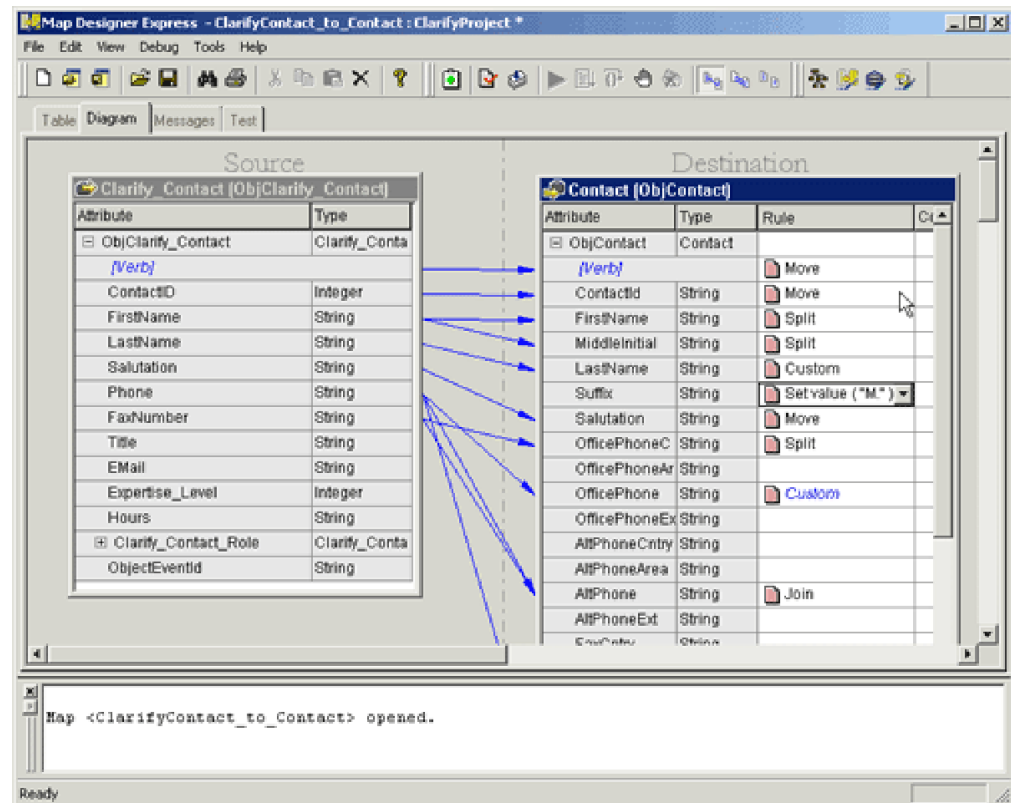 Map Designer Express - ClarifyContact_to_Contact : ClarifyProject *
File Edit View Debug Tools Help
Table Diagram Messages Test
Source
Clarify_Contact (ObjClarify_Contact)
Attribute Type
ObjClarify_Contact Clarify_Conta
[Verb]
ContactID Integer
FirstName String
LastName String
Salutation String
Phone String
FaxNumber String
Title String
EMail String
Expertise_Level Integer
Hours String
Clarify_Contact_Role Clarify_Conta
ObjectEventId String
Destination
Contact (ObjContact)
Attribute Type Rule
ObjContact Contact
[Verb] Move
ContactId String Move
FirstName String Split
MiddleInitial String Split
LastName String Custom
Suffix String Set value ( "M." )
Salutation String Move
OfficePhoneC String Split
OfficePhoneAr String
OfficePhone String Custom
OfficePhoneEx String
AltPhoneCntry String
AltPhoneArea String
AltPhone String Join
AltPhoneExt String
FaxCntry String
Map <ClarifyContact_to_Contact> opened.
Ready